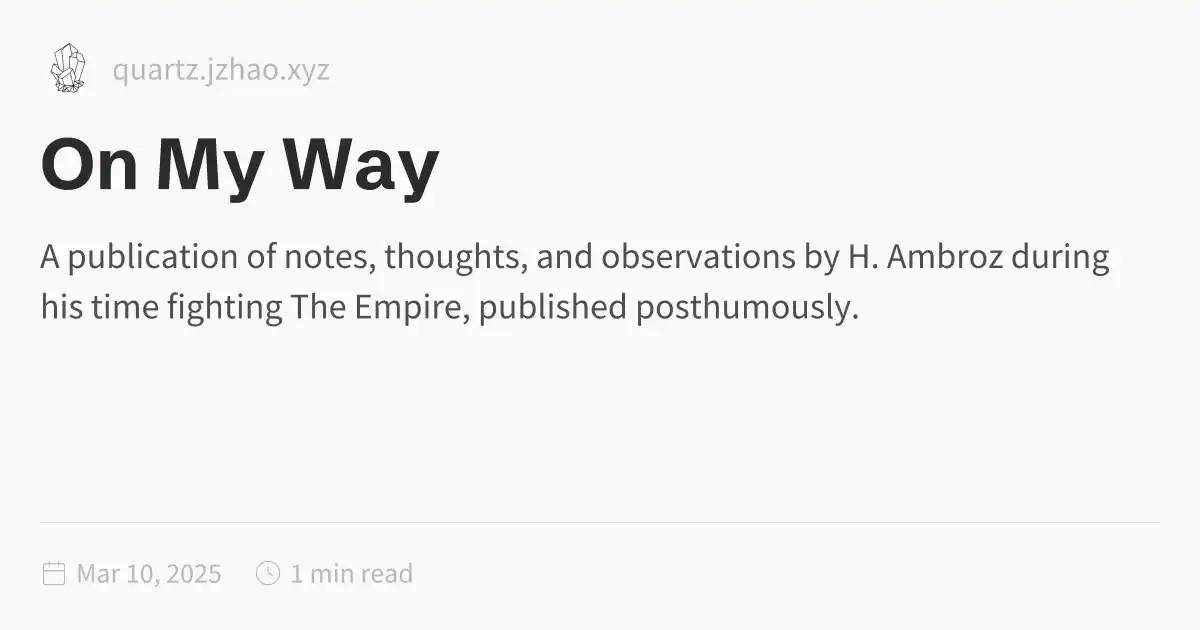 quartz.jzhao.xyz
On My Way
A publication of notes, thoughts, and observations by H. Ambroz during
his time fighting The Empire, published posthumously.
Mar 10, 2025 1 min read